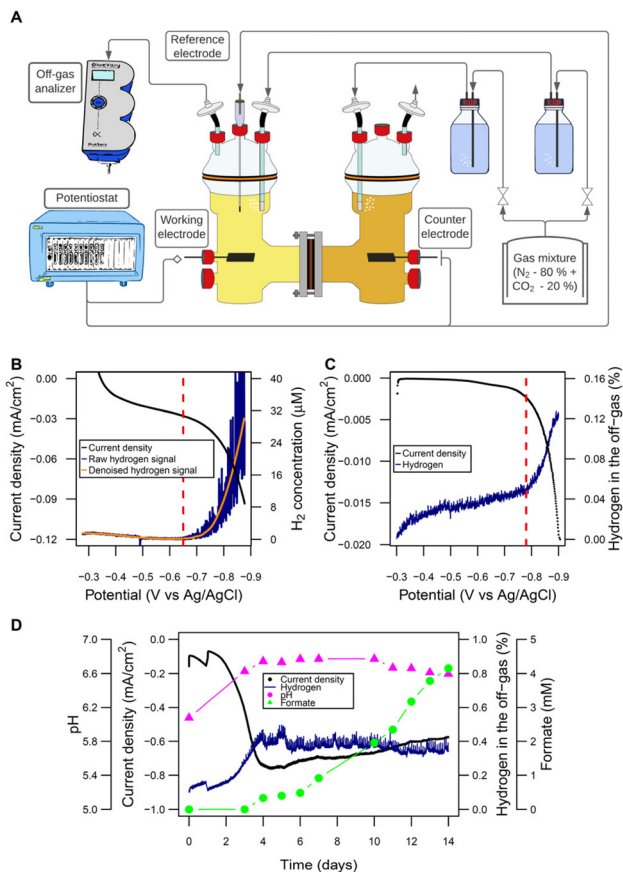 A
Reference
electrode
Off-gas
analizer
BlueVary
Potentiostat
Working
electrode
Counter
electrode
Gas mixture
(N₂ - 80 % +
CO₂ - 20 %)
B
Current density (mA/cm²)
0.00
−0.03
−0.06
−0.09
−0.12
Current density
Raw hydrogen signal
Denoised hydrogen signal
40
32
24
16
8
0
H₂ concentration (μM)
−0.3 −0.4 −0.5 −0.6 −0.7 −0.8 −0.9
Potential (V vs Ag/AgCl)
C
Current density (mA/cm²)
0.000
−0.005
−0.010
−0.015
−0.020
Current density
Hydrogen
0.16
0.12
0.08
0.04
0.00
Hydrogen in the off−gas (%)
−0.3 −0.4 −0.5 −0.6 −0.7 −0.8 −0.9
Potential (V vs Ag/AgCl)
D
pH
7.0
6.6
6.2
5.8
5.4
5.0
Current density (mA/cm²)
−0.0
−0.2
−0.4
−0.6
−0.8
−1.0
Current density
Hydrogen
pH
Formate
1.0
0.8
0.6
0.4
0.2
0.0
Hydrogen in the off−gas (%)
5
4
3
2
1
0
Formate (mM)
0 2 4 6 8 10 12 14
Time (days)